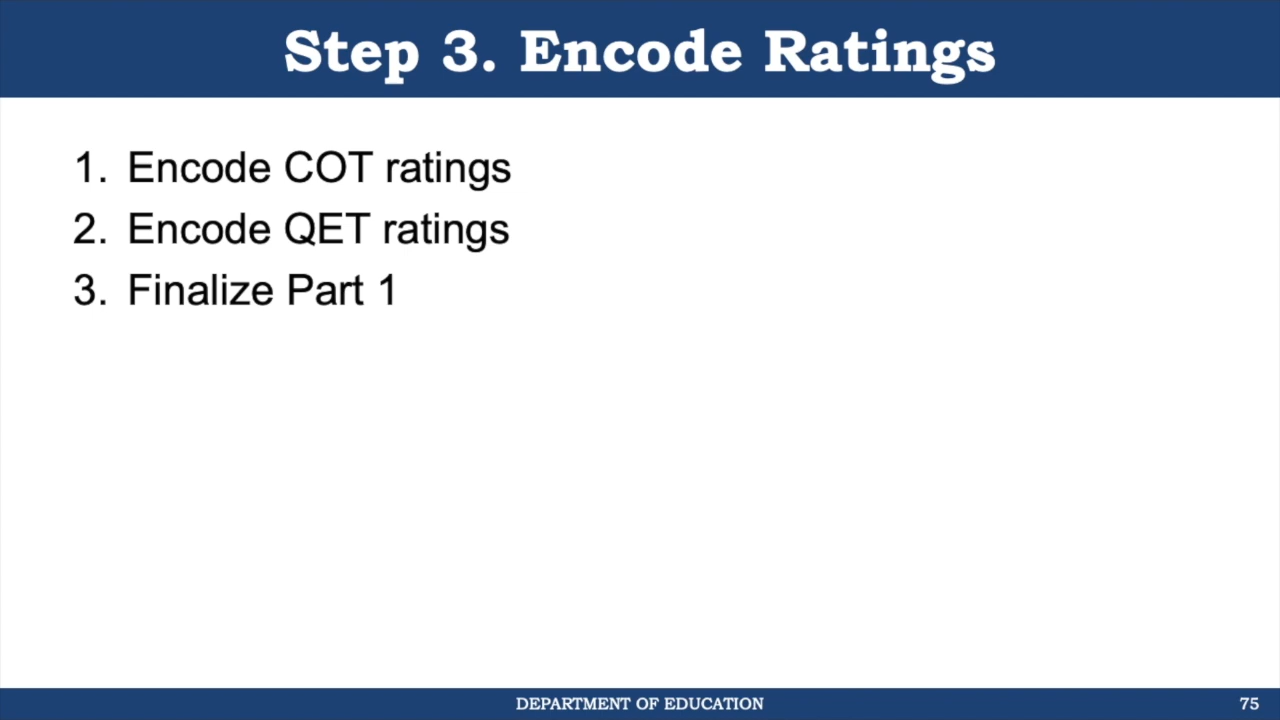 Step 3. Encode Ratings
1. Encode COT ratings
2. Encode QET ratings
3. Finalize Part 1
DEPARTMENT OF EDUCATION
75